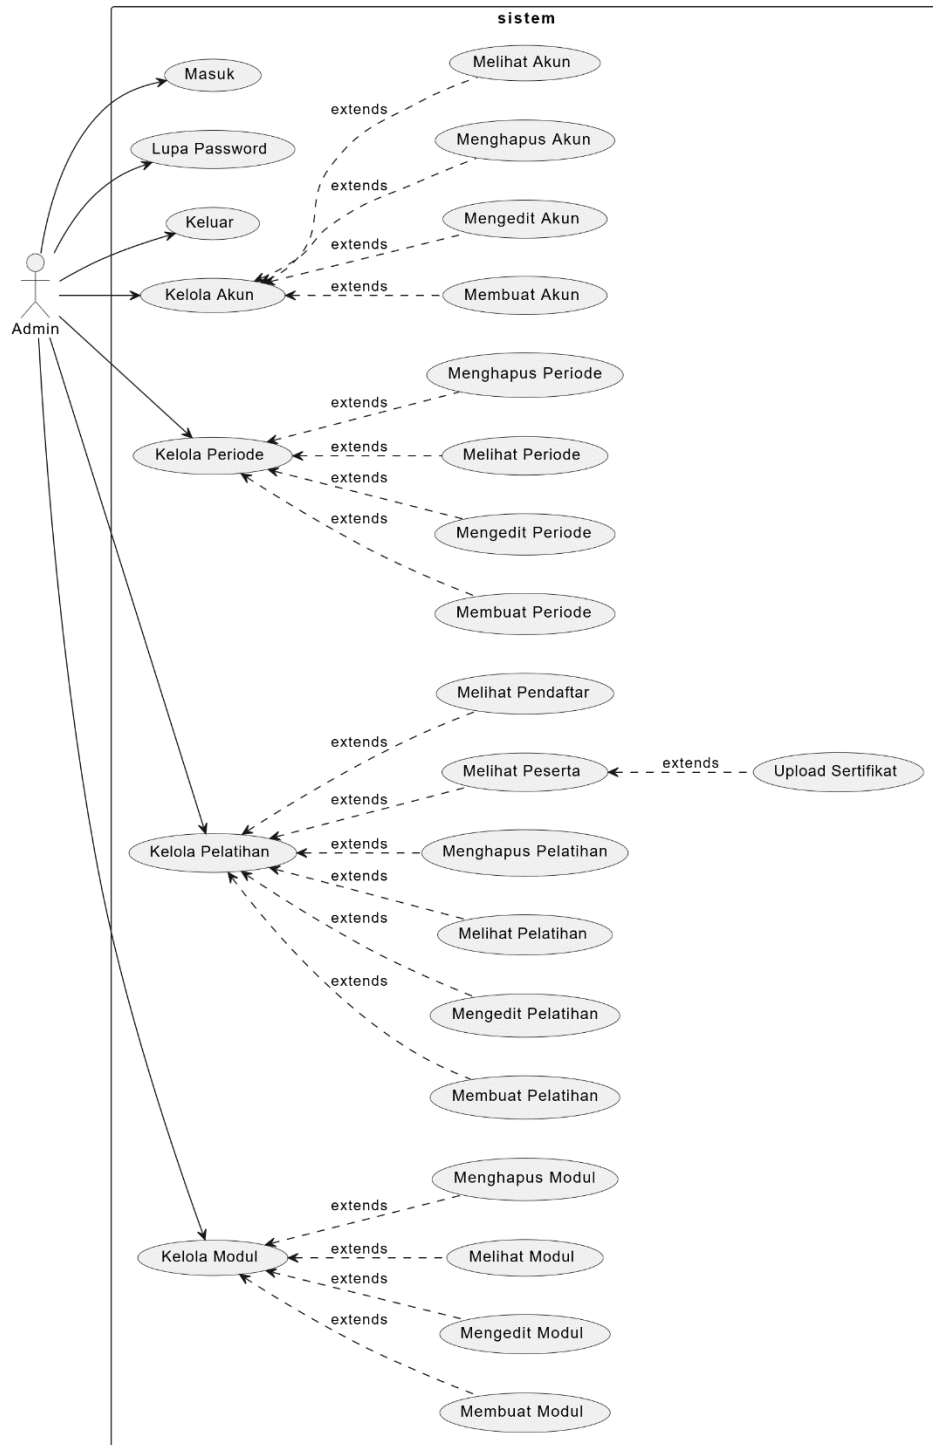 sistem
Melihat Akun
Masuk
extends
Menghapus Akun
Lupa Password
extends
Mengedit Akun
Keluar
extends
extends
Kelola Akun
Membuat Akun
Admin
Menghapus Periode
extends
extends
Kelola Periode
Melihat Periode
extends
extends
Mengedit Periode
Membuat Periode
Melihat Pendaftar
extends
extends
Melihat Peserta
Upload Sertifikat
extends
extends
Kelola Pelatihan
Menghapus Pelatihan
extends
extends
Melihat Pelatihan
extends
Mengedit Pelatihan
Membuat Pelatihan
Menghapus Modul
extends
extends
Kelola Modul
Melihat Modul
extends
extends
Mengedit Modul
Membuat Modul